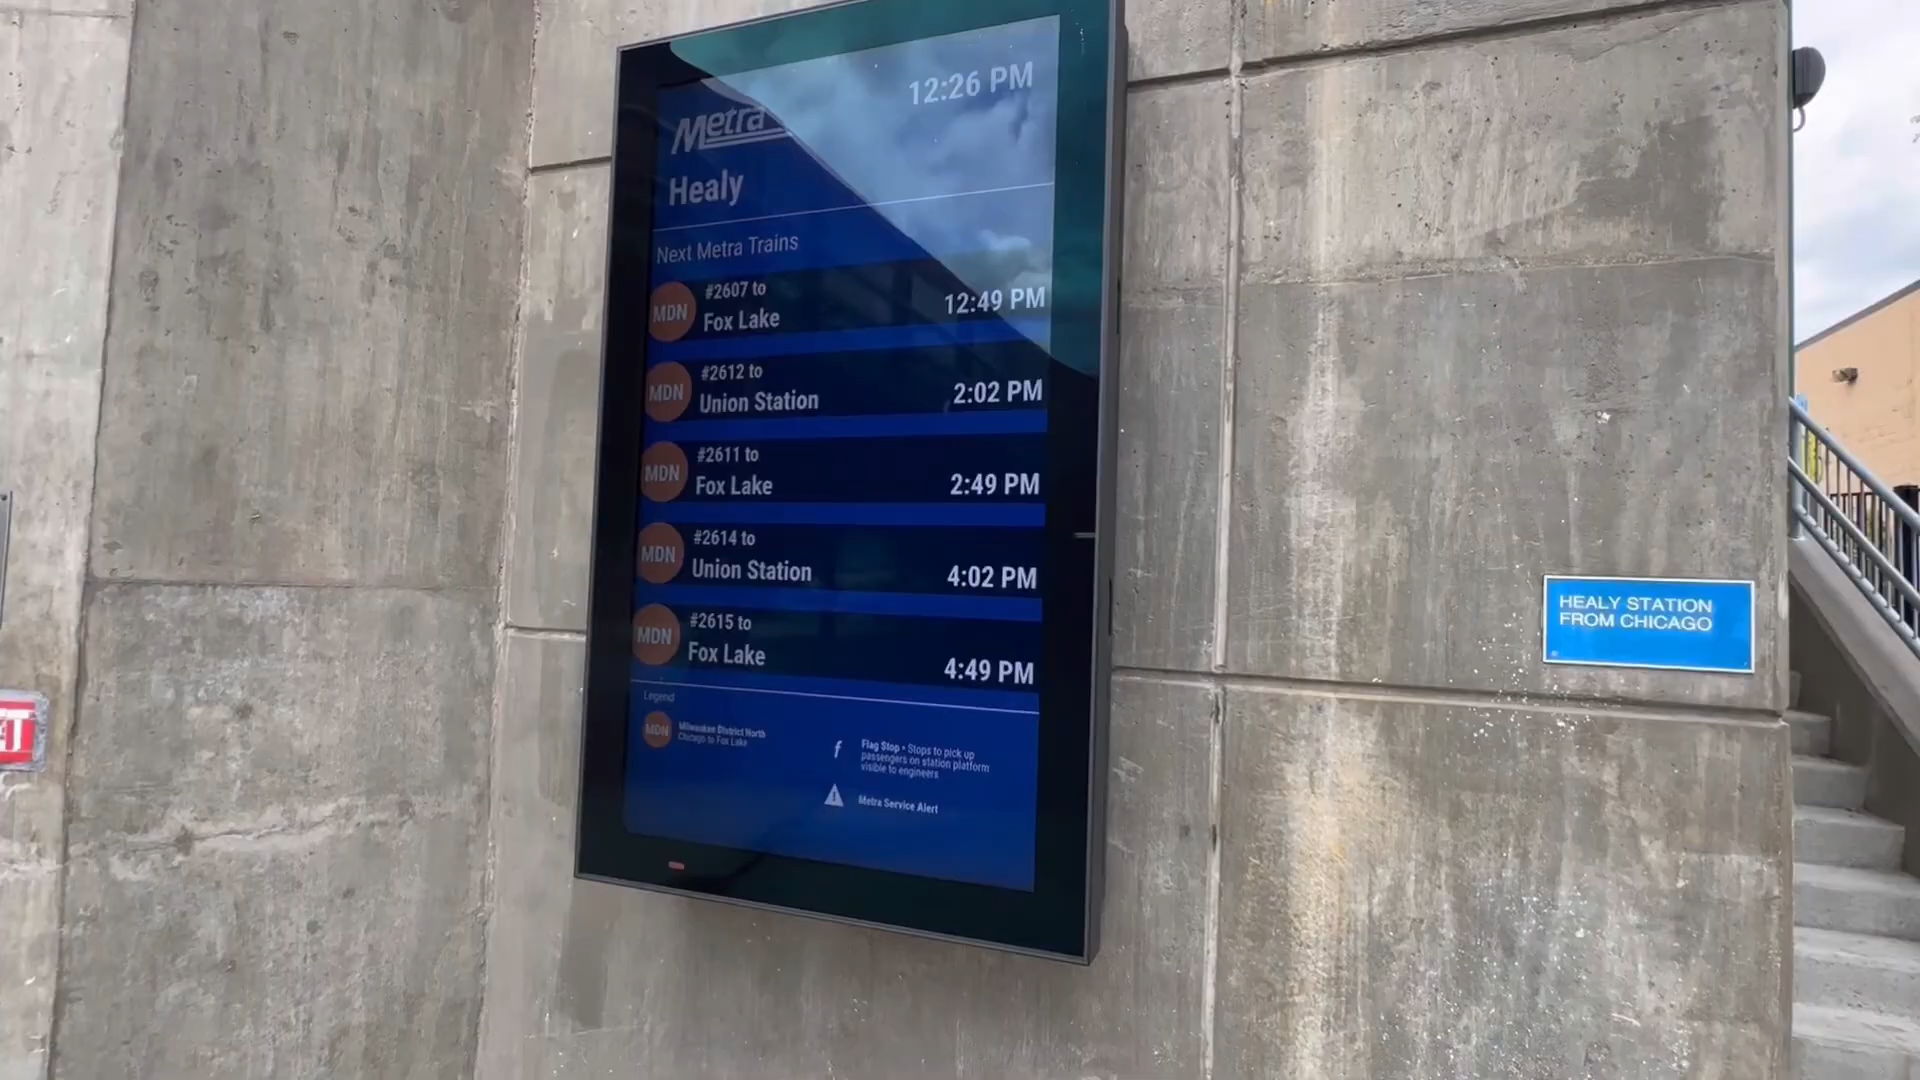 12:26 PM
Metra
Healy
Next Metra Trains
MDN
#2607 to
Fox Lake
12:49 PM
MDN
#2612 to
Union Station
2:02 PM
MDN
#2611 to
Fox Lake
2:49 PM
MDN
#2614 to
Union Station
4:02 PM
MDN
#2615 to
Fox Lake
4:49 PM
Legend
MDN
Milwaukee District North
Chicago to Fox Lake
f
Flag Stop • Stops to pick up
passengers on station platform
visible to engineers
Metra Service Alert
HEALY STATION
FROM CHICAGO